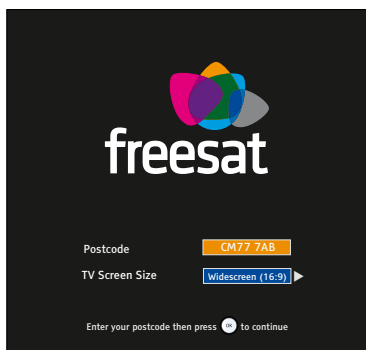 freesat
Postcode CM77 7AB
TV Screen Size Widescreen (16:9)
Enter your postcode then press OK to continue